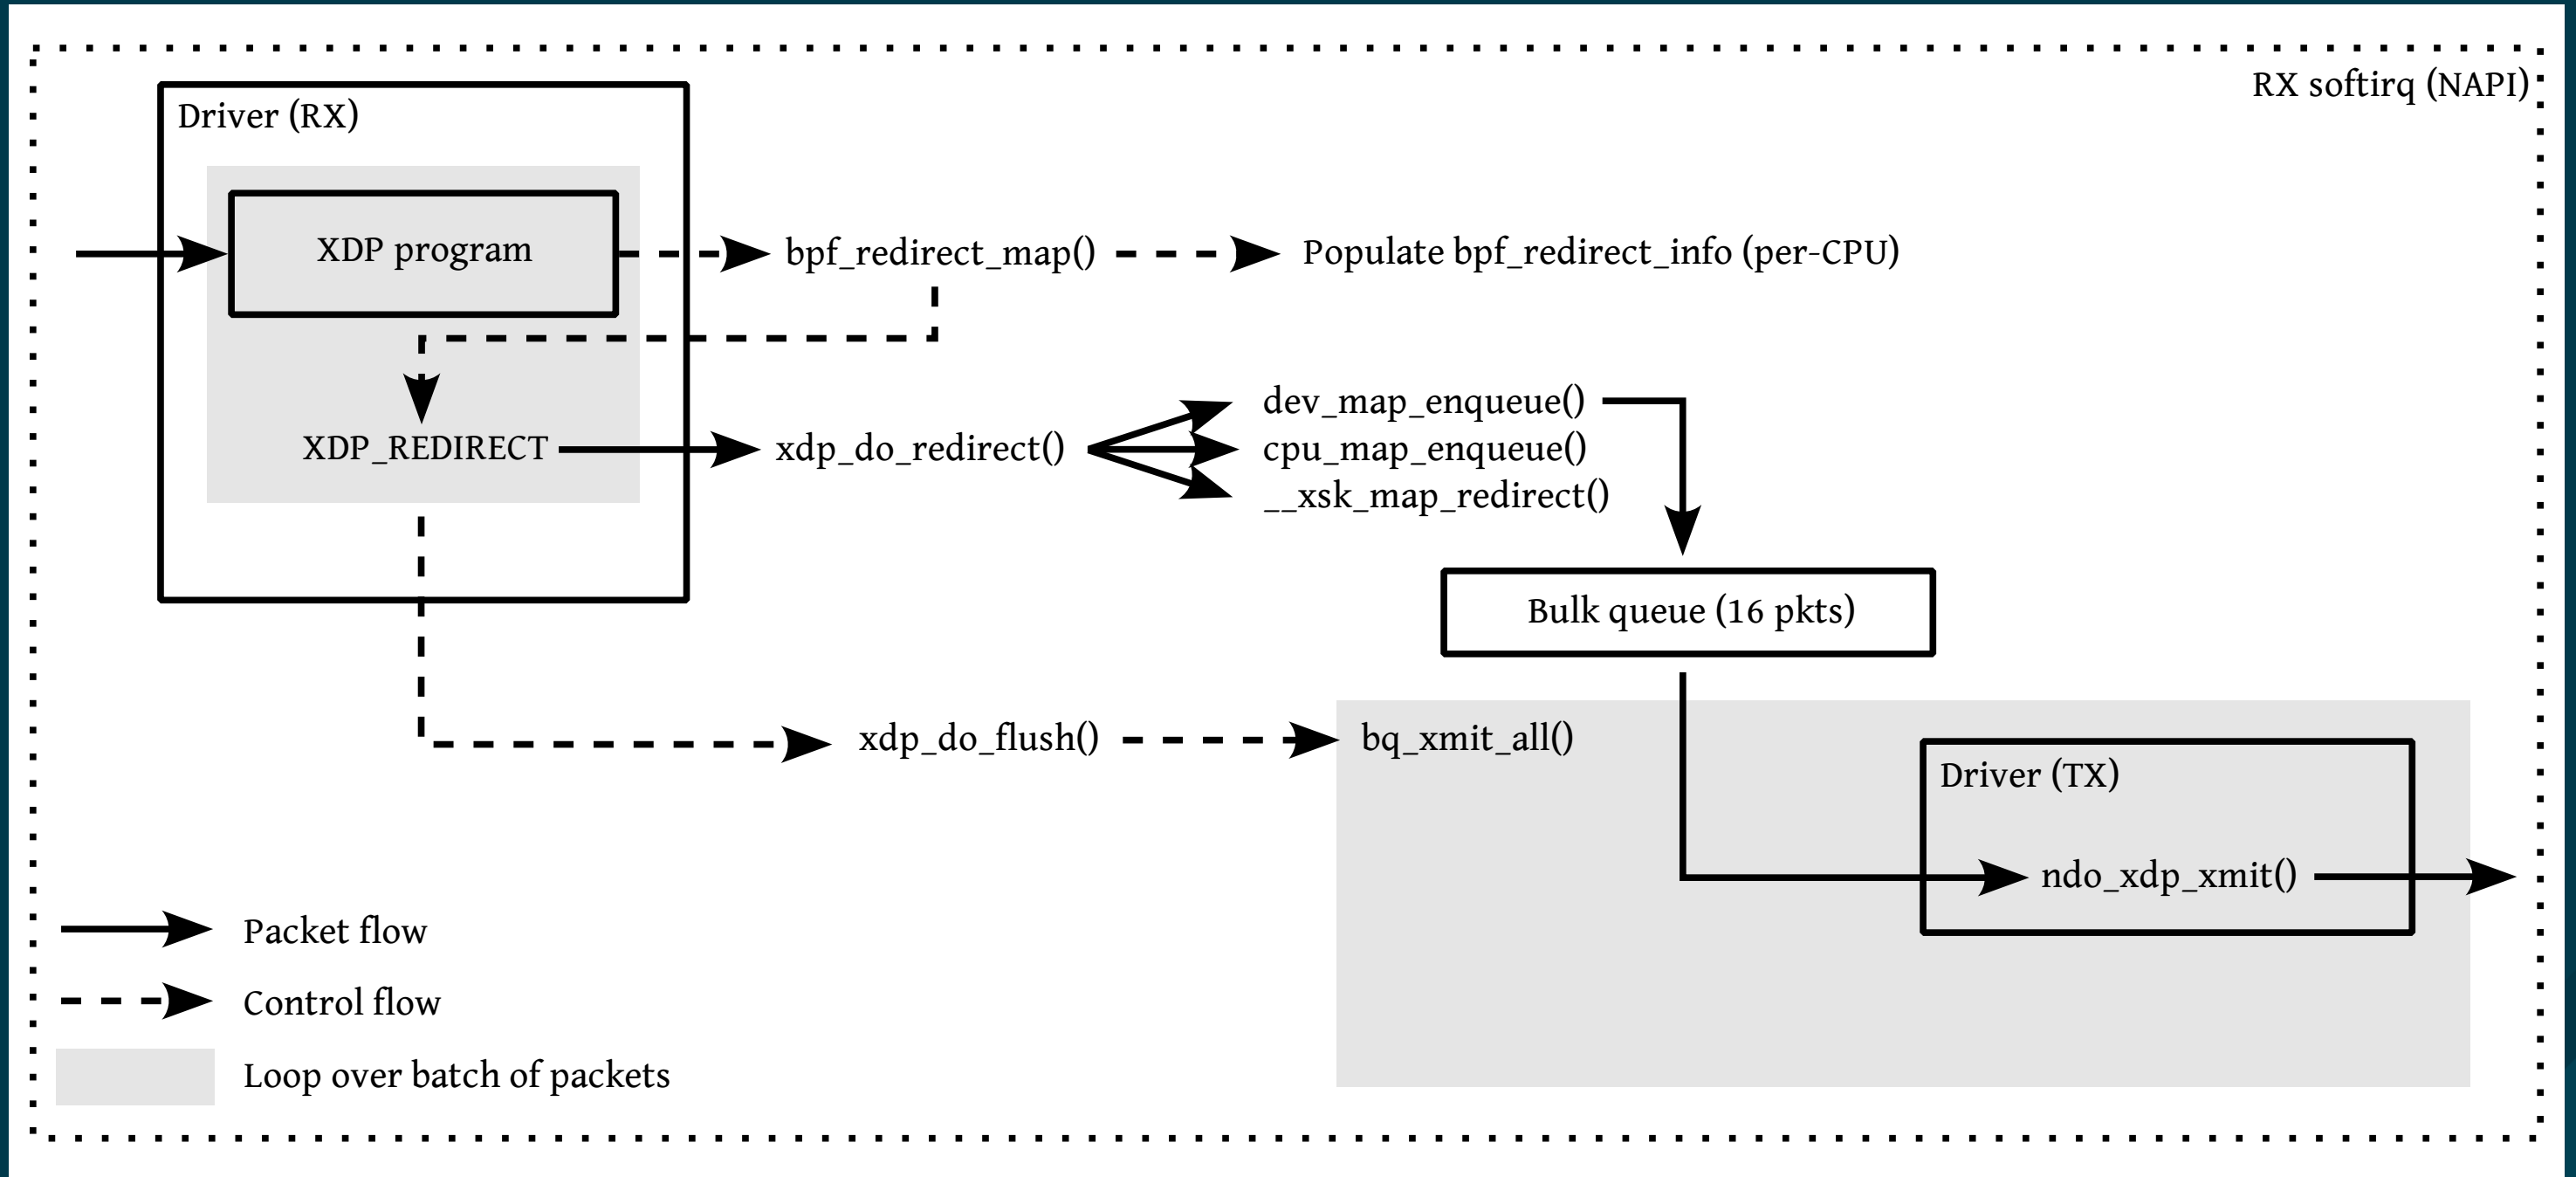 RX softirq (NAPI)
Driver (RX)
XDP program
bpf_redirect_map()
Populate bpf_redirect_info (per-CPU)
XDP_REDIRECT
xdp_do_redirect()
dev_map_enqueue()
cpu_map_enqueue()
__xsk_map_redirect()
Bulk queue (16 pkts)
xdp_do_flush()
bq_xmit_all()
Driver (TX)
ndo_xdp_xmit()
Packet flow
Control flow
Loop over batch of packets